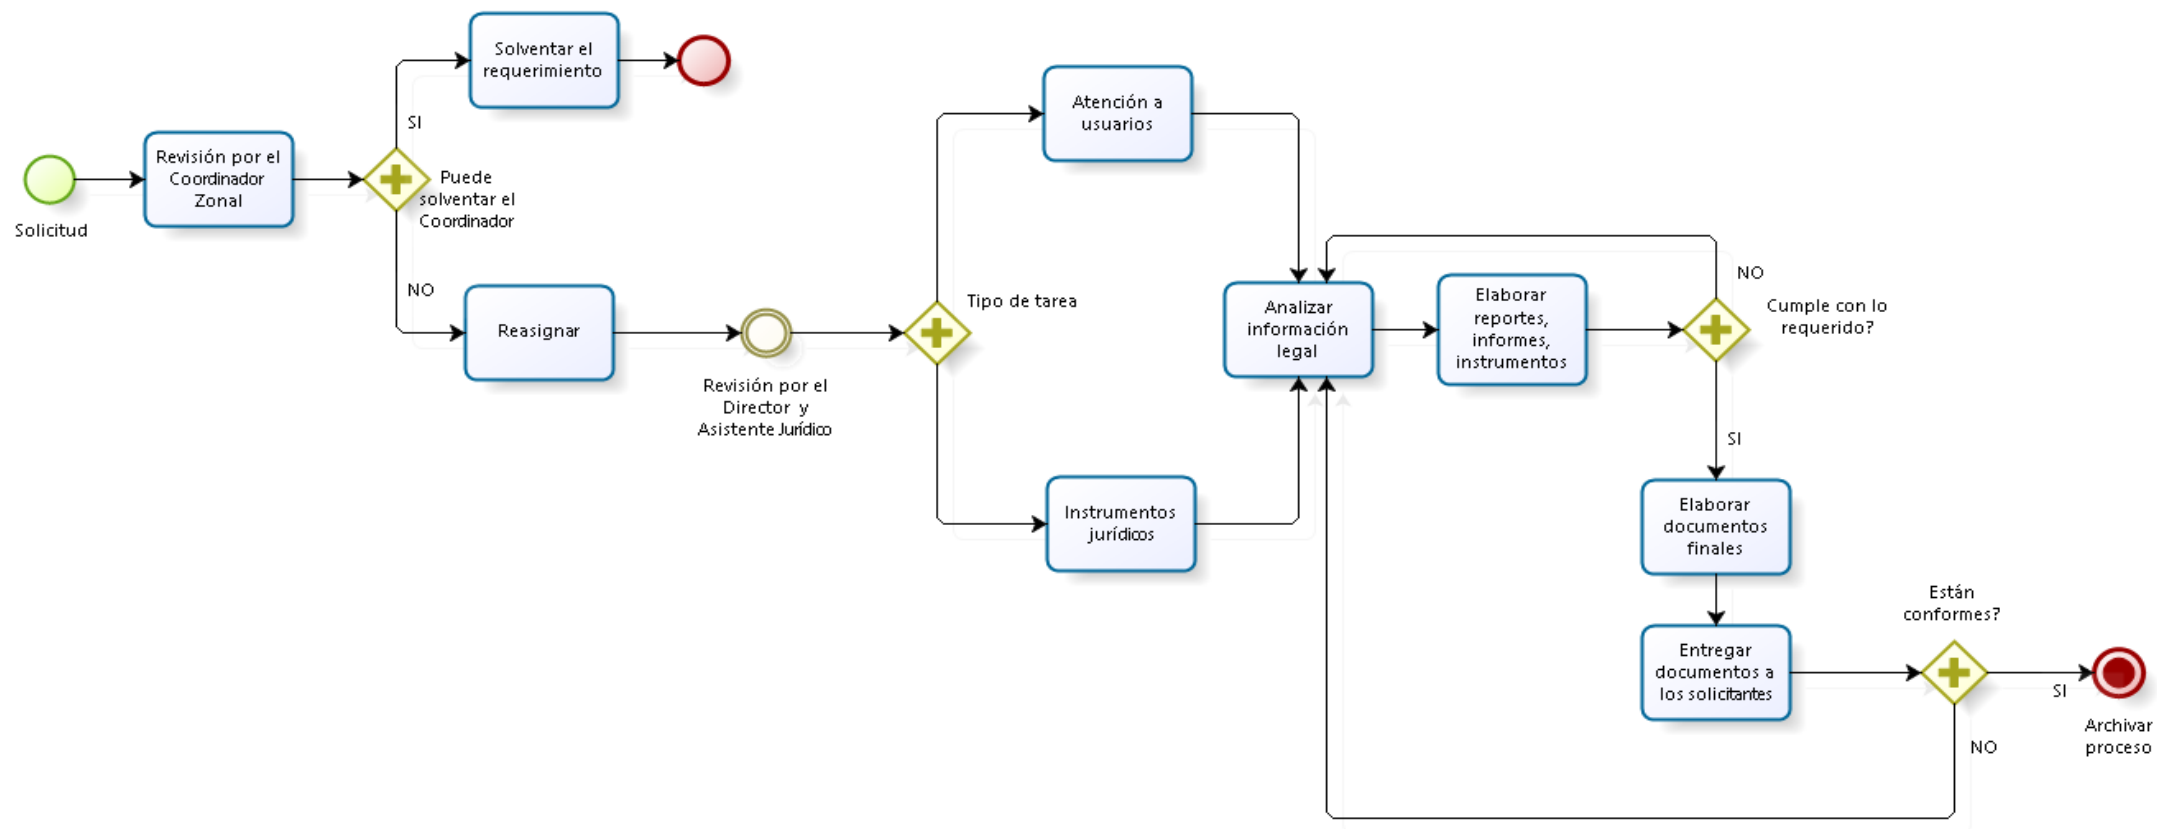 Solicitud
Revisión por el
Coordinador
Zonal
SI
Puede
solventar el
Coordinador
NO
Solventar el
requerimiento
Reasignar
Revisión por el
Director y
Asistente Jurídico
Tipo de tarea
Atención a
usuarios
Instrumentos
jurídicos
Analizar
información
legal
Elaborar
reportes,
informes,
instrumentos
NO
Cumple con lo
requerido?
SI
Elaborar
documentos
finales
Entregar
documentos a
los solicitantes
Están
conformes?
SI
NO
Archivar
proceso